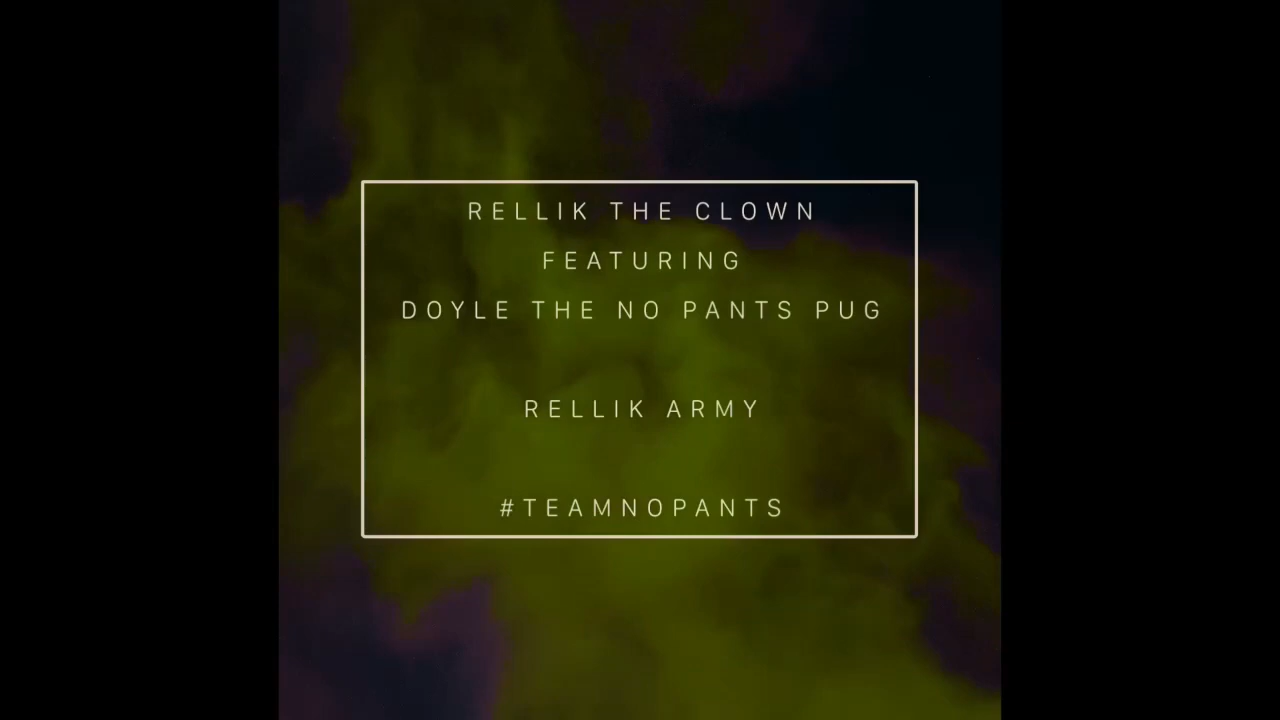 RELLIK THE CLOWN
FEATURING
DOYLE THE NO PANTS PUG
RELLIK ARMY
#TEAMNOPANTS